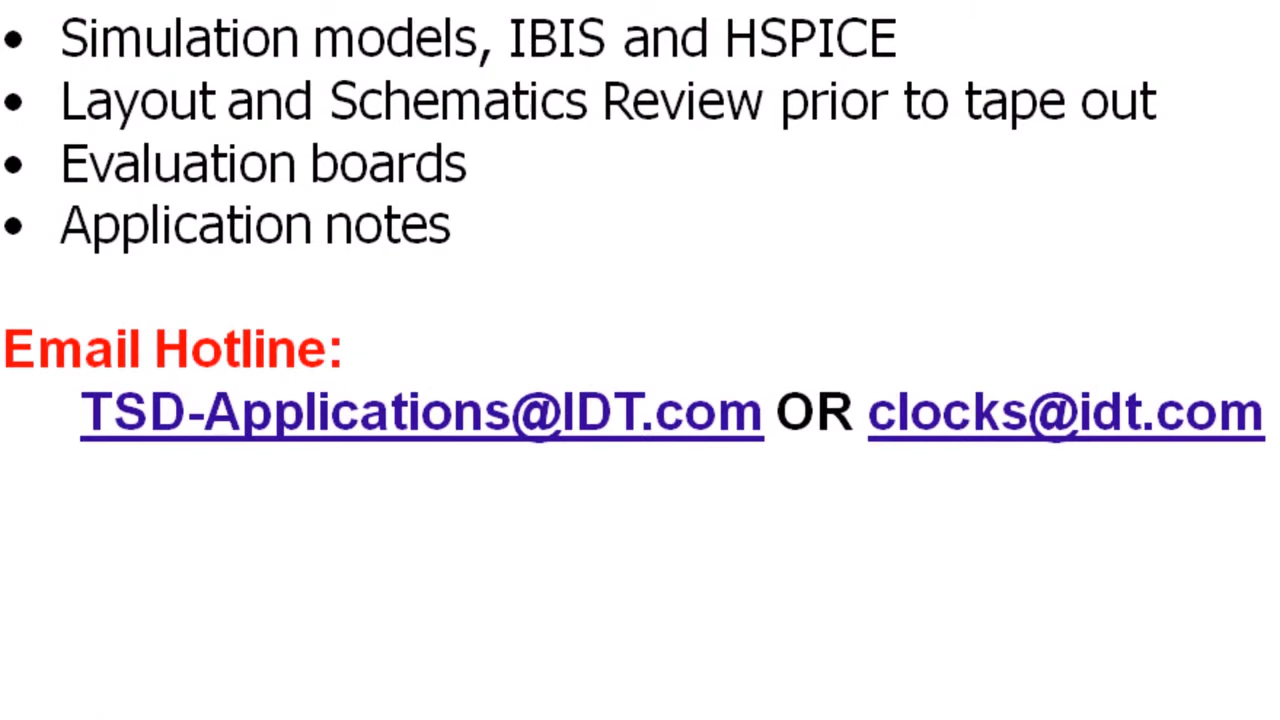 • Simulation models, IBIS and HSPICE
• Layout and Schematics Review prior to tape out
• Evaluation boards
• Application notes
Email Hotline:
TSD-Applications@IDT.com OR clocks@idt.com